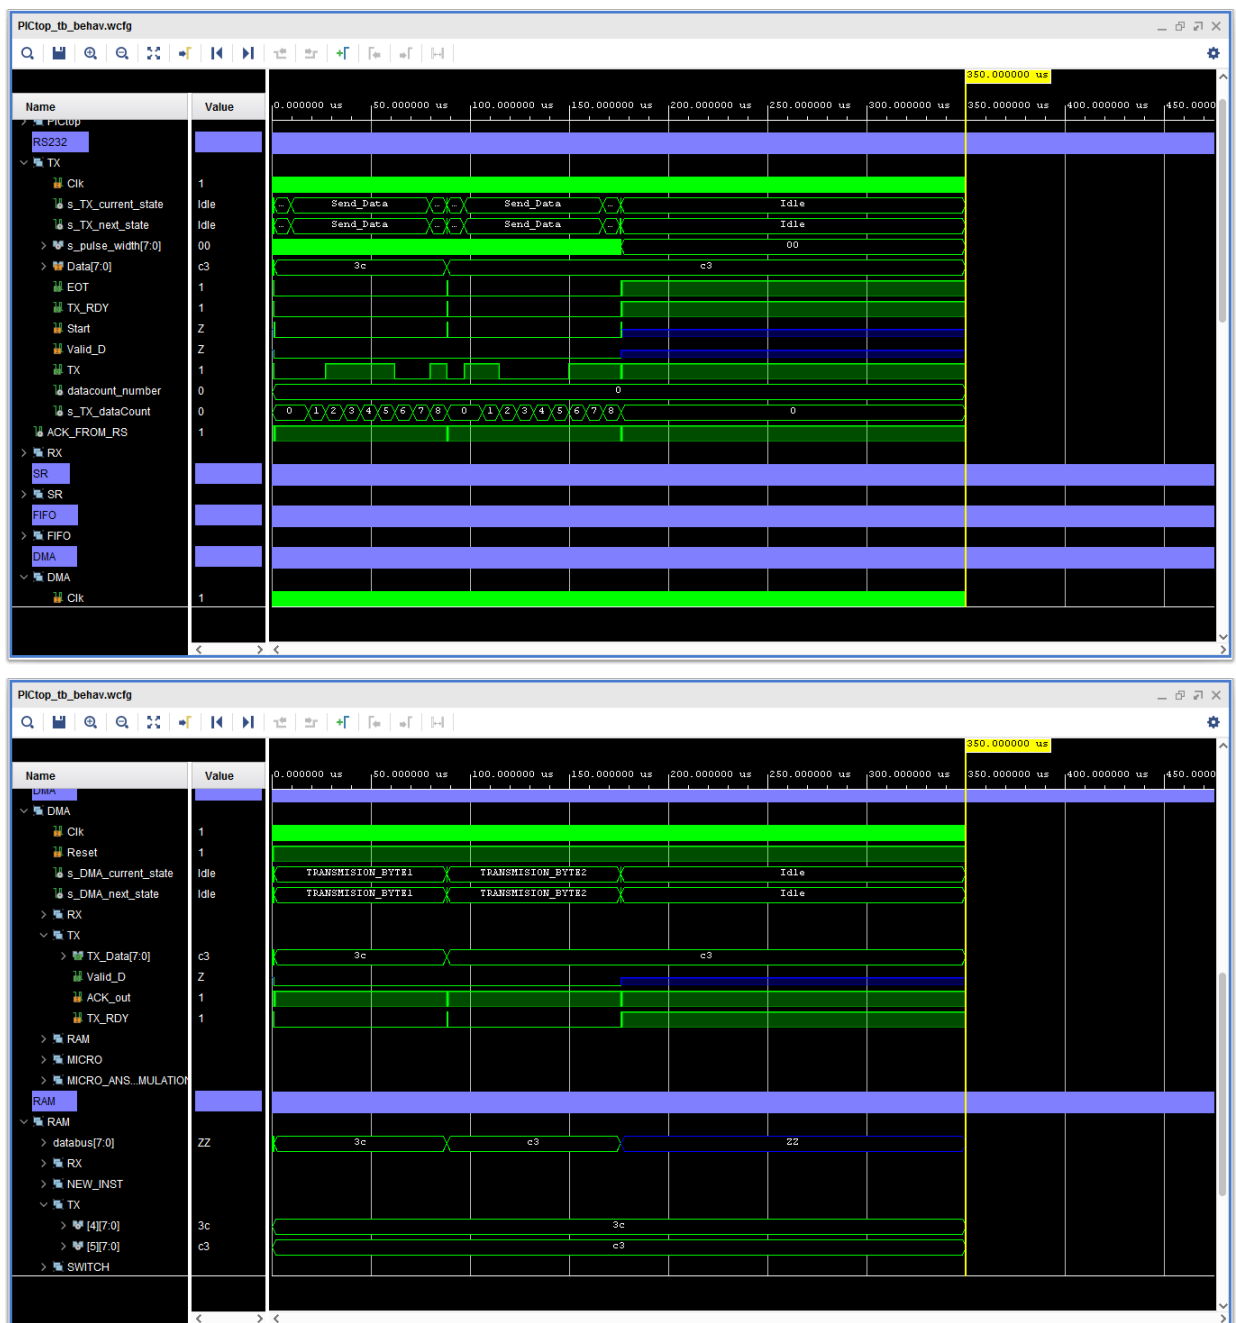 PICtop_tb_behav.wcfg
350.000000 us
Name Value 0.000000 us 50.000000 us 100.000000 us 150.000000 us 200.000000 us 250.000000 us 300.000000 us 350.000000 us 400.000000 us 450.0000
PICtop
RS232
TX
Clk 1
s_TX_current_state Idle ... Send_Data ... ... Send_Data ... Idle
s_TX_next_state Idle ... Send_Data ... ... Send_Data ... Idle
s_pulse_width[7:0] 00 00
Data[7:0] c3 3c c3
EOT 1
TX_RDY 1
Start Z
Valid_D Z
TX 1
datacount_number 0 0
s_TX_dataCount 0 0 1 2 3 4 5 6 7 8 0 1 2 3 4 5 6 7 8 0
ACK_FROM_RS 1
RX
SR
SR
FIFO
FIFO
DMA
DMA
Clk 1
PICtop_tb_behav.wcfg
350.000000 us
Name Value 0.000000 us 50.000000 us 100.000000 us 150.000000 us 200.000000 us 250.000000 us 300.000000 us 350.000000 us 400.000000 us 450.0000
DMA
DMA
Clk 1
Reset 1
s_DMA_current_state Idle TRANSMISION_BYTE1 TRANSMISION_BYTE2 Idle
s_DMA_next_state Idle TRANSMISION_BYTE1 TRANSMISION_BYTE2 Idle
RX
TX
TX_Data[7:0] c3 3c c3
Valid_D Z
ACK_out 1
TX_RDY 1
RAM
MICRO
MICRO_ANS...MULATION
RAM
RAM
databus[7:0] ZZ 3c c3 ZZ
RX
NEW_INST
TX
[4][7:0] 3c 3c
[5][7:0] c3 c3
SWITCH